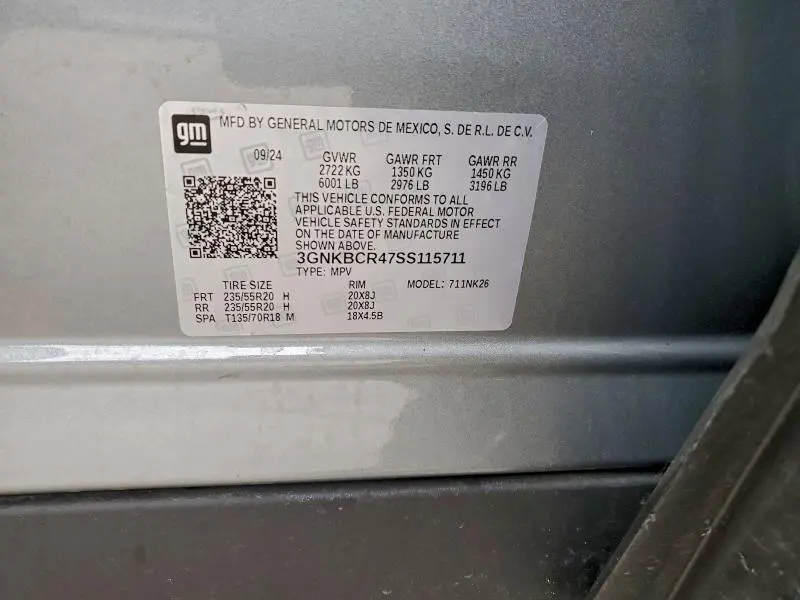 gm MFD BY GENERAL MOTORS DE MEXICO, S. DE R.L. DE C.V.
09/24 GVWR GAWR FRT GAWR RR
2722 KG 1350 KG 1450 KG
6001 LB 2976 LB 3196 LB
THIS VEHICLE CONFORMS TO ALL
APPLICABLE U.S. FEDERAL MOTOR
VEHICLE SAFETY STANDARDS IN EFFECT
ON THE DATE OF MANUFACTURE
SHOWN ABOVE.
3GNKBCR47SS115711
TYPE: MPV MODEL: 711NK26
TIRE SIZE RIM
FRT 235/55R20 H 20X8J
RR 235/55R20 H 20X8J
SPA T135/70R18 M 18X4.5B